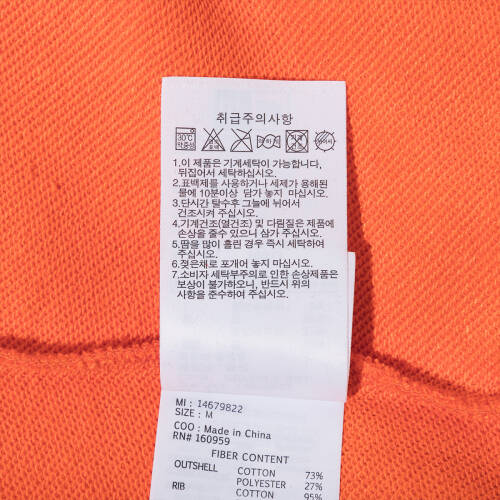 취급주의사항
30℃
약중성
1.이 제품은 기계세탁이 가능합니다,
뒤집어서 세탁하십시오.
2.표백제를 사용하거나 세제가 용해된
물에 10분이상 담가 놓지 마십시오.
3.단시간 탈수후 그늘에 뉘어서
건조시켜 주십시오.
4.기계건조(열건조) 및 다림질은 제품에
손상을 줄수 있으니 삼가 주십시오.
5.땀을 많이 흘린 경우 즉시 세탁하여
주십시오.
6.젖은채로 포개어 놓지 마십시오.
7.소비자 세탁부주의로 인한 손상제품은
보상이 불가하오니, 반드시 위의
사항을 준수하여 주십시오.
MI : 14679822
SIZE : M
COO : Made in China
RN# 160959
FIBER CONTENT
OUTSHELL COTTON 73%
POLYESTER 27%
RIB COTTON 95%